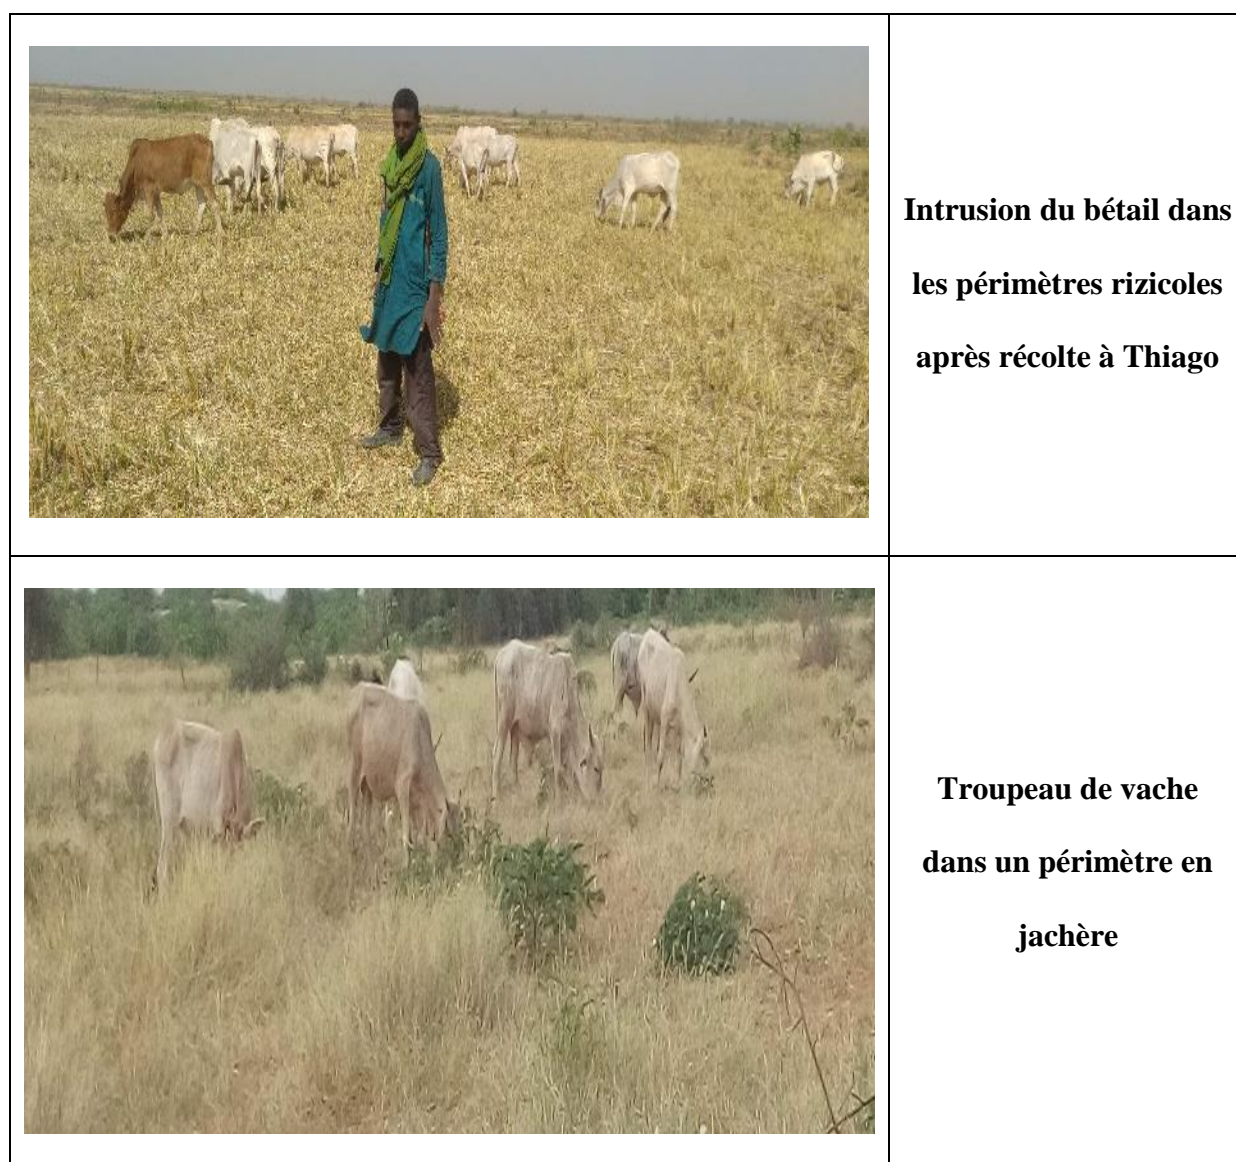 Intrusion du bétail dans
les périmètres rizicoles
après récolte à Thiago
Troupeau de vache
dans un périmètre en
jachère